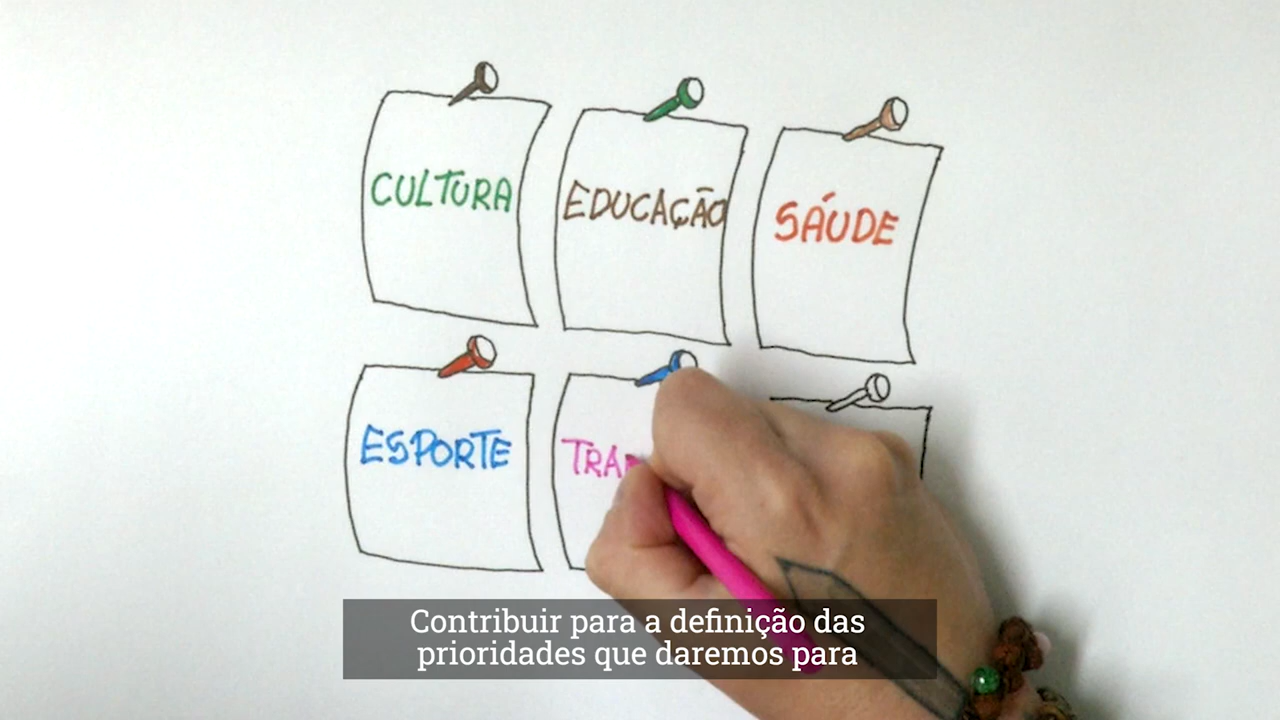 CULTURA
EDUCAÇÃO
SÁUDE
ESPORTE
Contribuir para a definição das
prioridades que daremos para